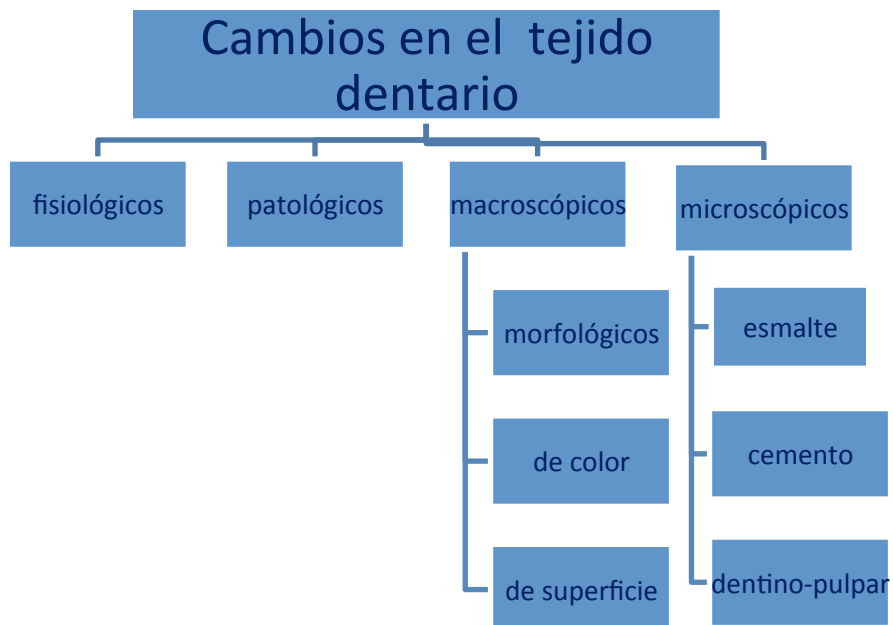 Cambios en el tejido
dentario
fisiológicos
patológicos
macroscópicos
microscópicos
morfológicos
esmalte
de color
cemento
de superficie
dentino-pulpar